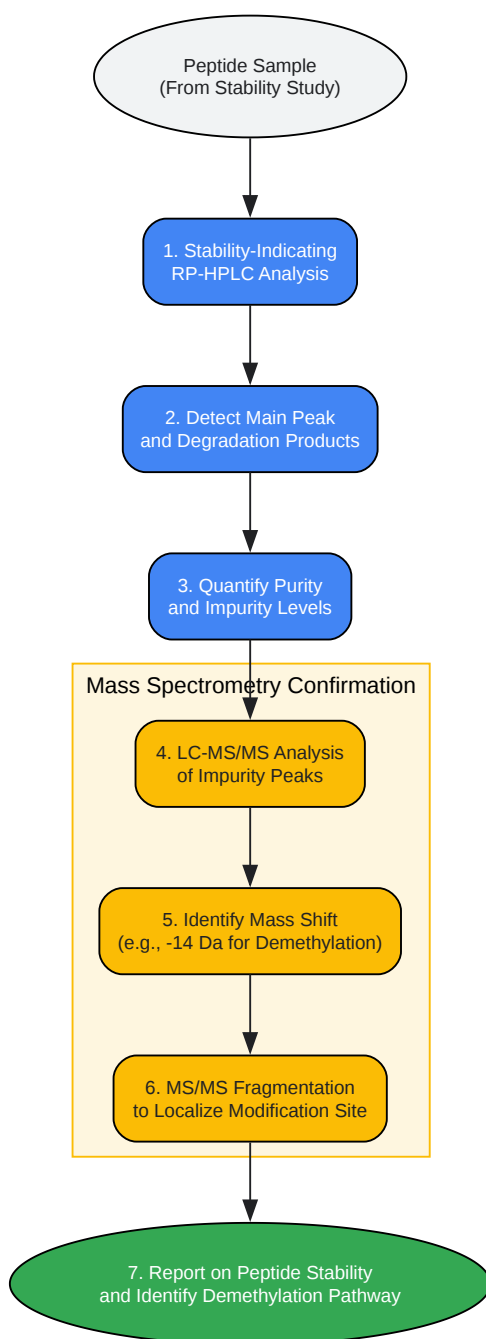 Peptide Sample
(From Stability Study)
1. Stability-Indicating
RP-HPLC Analysis
2. Detect Main Peak
and Degradation Products
3. Quantify Purity
and Impurity Levels
Mass Spectrometry Confirmation
4. LC-MS/MS Analysis
of Impurity Peaks
5. Identify Mass Shift
(e.g., -14 Da for Demethylation)
6. MS/MS Fragmentation
to Localize Modification Site
7. Report on Peptide Stability
and Identify Demethylation Pathway